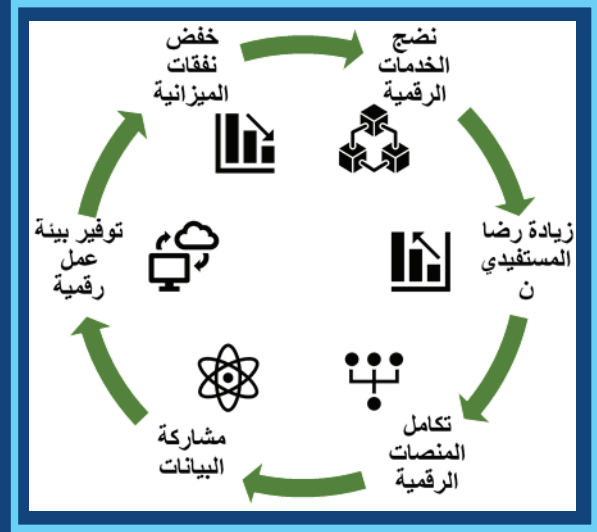 نضج
الخدمات
الرقمية
زيادة رضا
المستفيدي
ن
تكامل
المنصات
الرقمية
مشاركة
البيانات
توفير بيئة
عمل
رقمية
خفض
نفقات
الميزانية